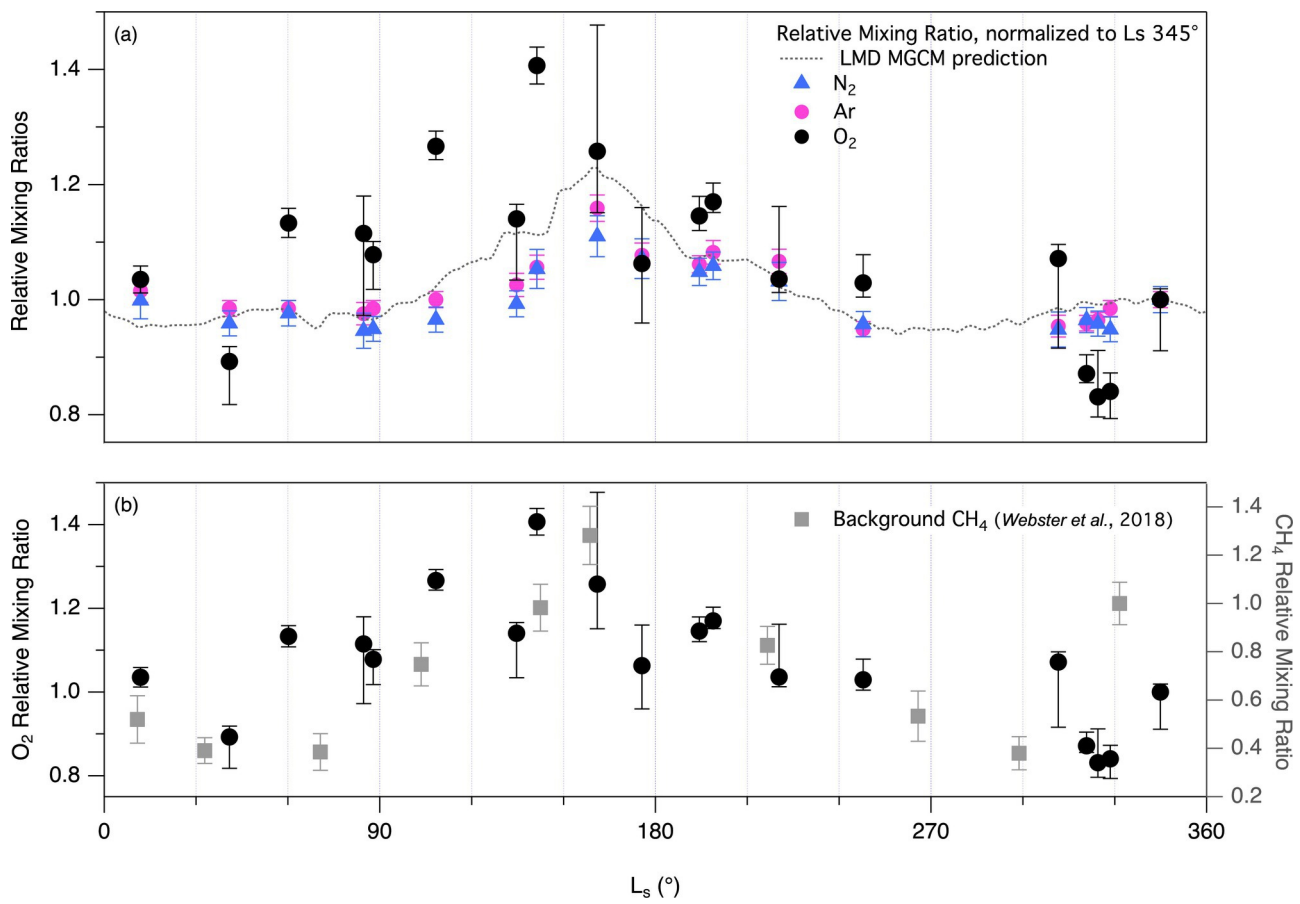 (a)
Relative Mixing Ratio, normalized to Ls 345°
LMD MGCM prediction
N₂
Ar
O₂
Relative Mixing Ratios
1.4
1.2
1.0
0.8
(b)
Background CH₄ (Webster et al., 2018)
O₂ Relative Mixing Ratio
1.4
1.2
1.0
0.8
1.4
1.2
1.0
0.8
0.6
0.4
0.2
CH₄ Relative Mixing Ratio
0 90 180 270 360
Lₛ (°)